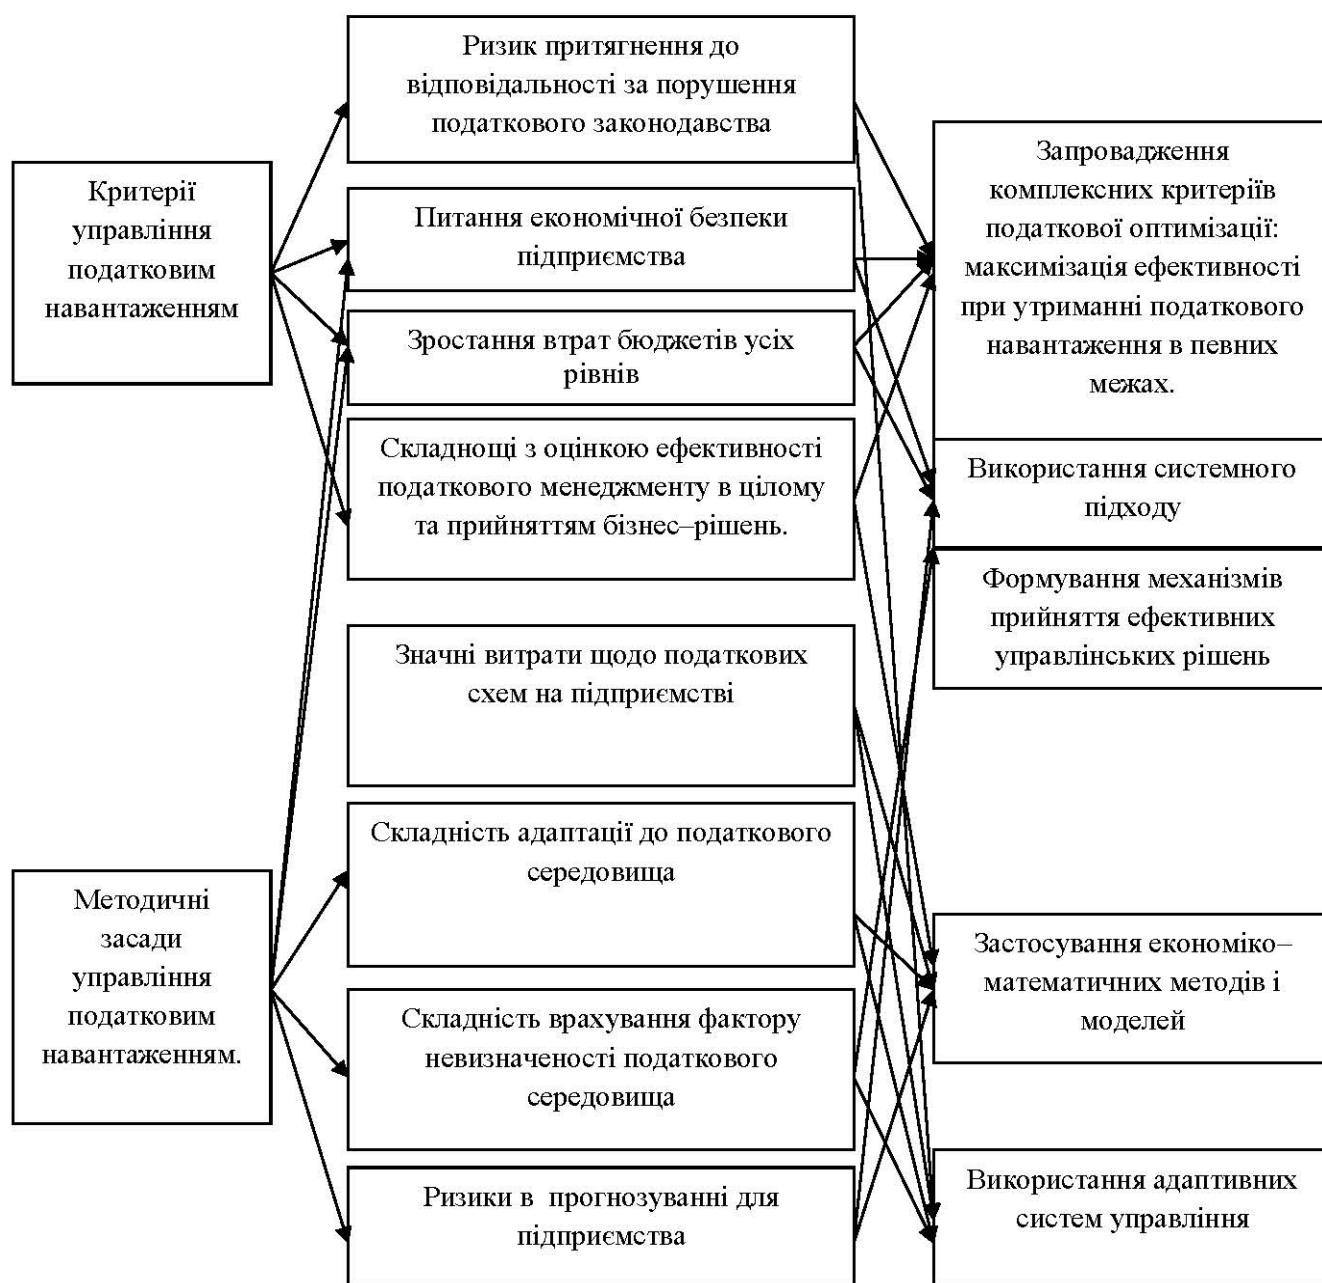 Критерії
управління
податковим
навантаженням
Методичні
засади
управління
податковим
навантаженням.
Ризик притягнення до
відповідальності за порушення
податкового законодавства
Питання економічної безпеки
підприємства
Зростання втрат бюджетів усіх
рівнів
Складнощі з оцінкою ефективності
податкового менеджменту в цілому
та прийняттям бізнес–рішень.
Значні витрати щодо податкових
схем на підприємстві
Складність адаптації до податкового
середовища
Складність врахування фактору
невизначеності податкового
середовища
Ризики в прогнозуванні для
підприємства
Запровадження
комплексних критеріїв
податкової оптимізації:
максимізація ефективності
при утриманні податкового
навантаження в певних
межах.
Використання системного
підходу
Формування механізмів
прийняття ефективних
управлінських рішень
Застосування економіко–
математичних методів і
моделей
Використання адаптивних
систем управління